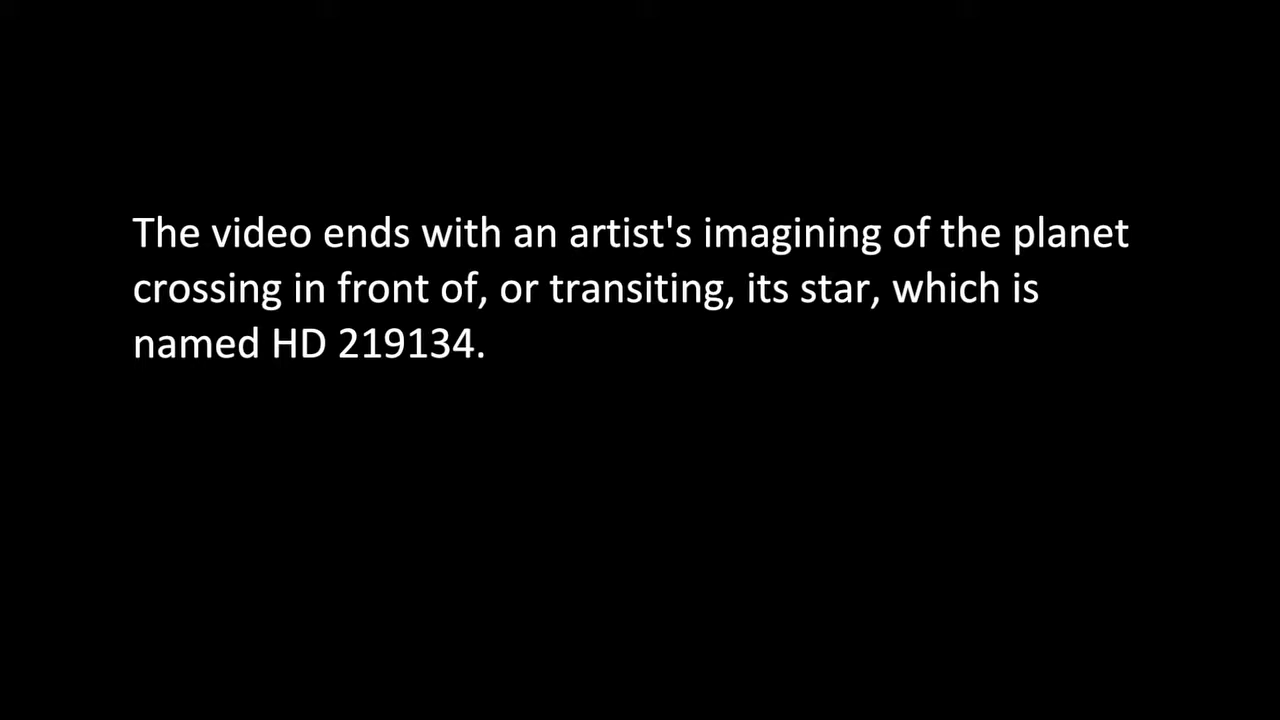 The video ends with an artist's imagining of the planet
crossing in front of, or transiting, its star, which is
named HD 219134.